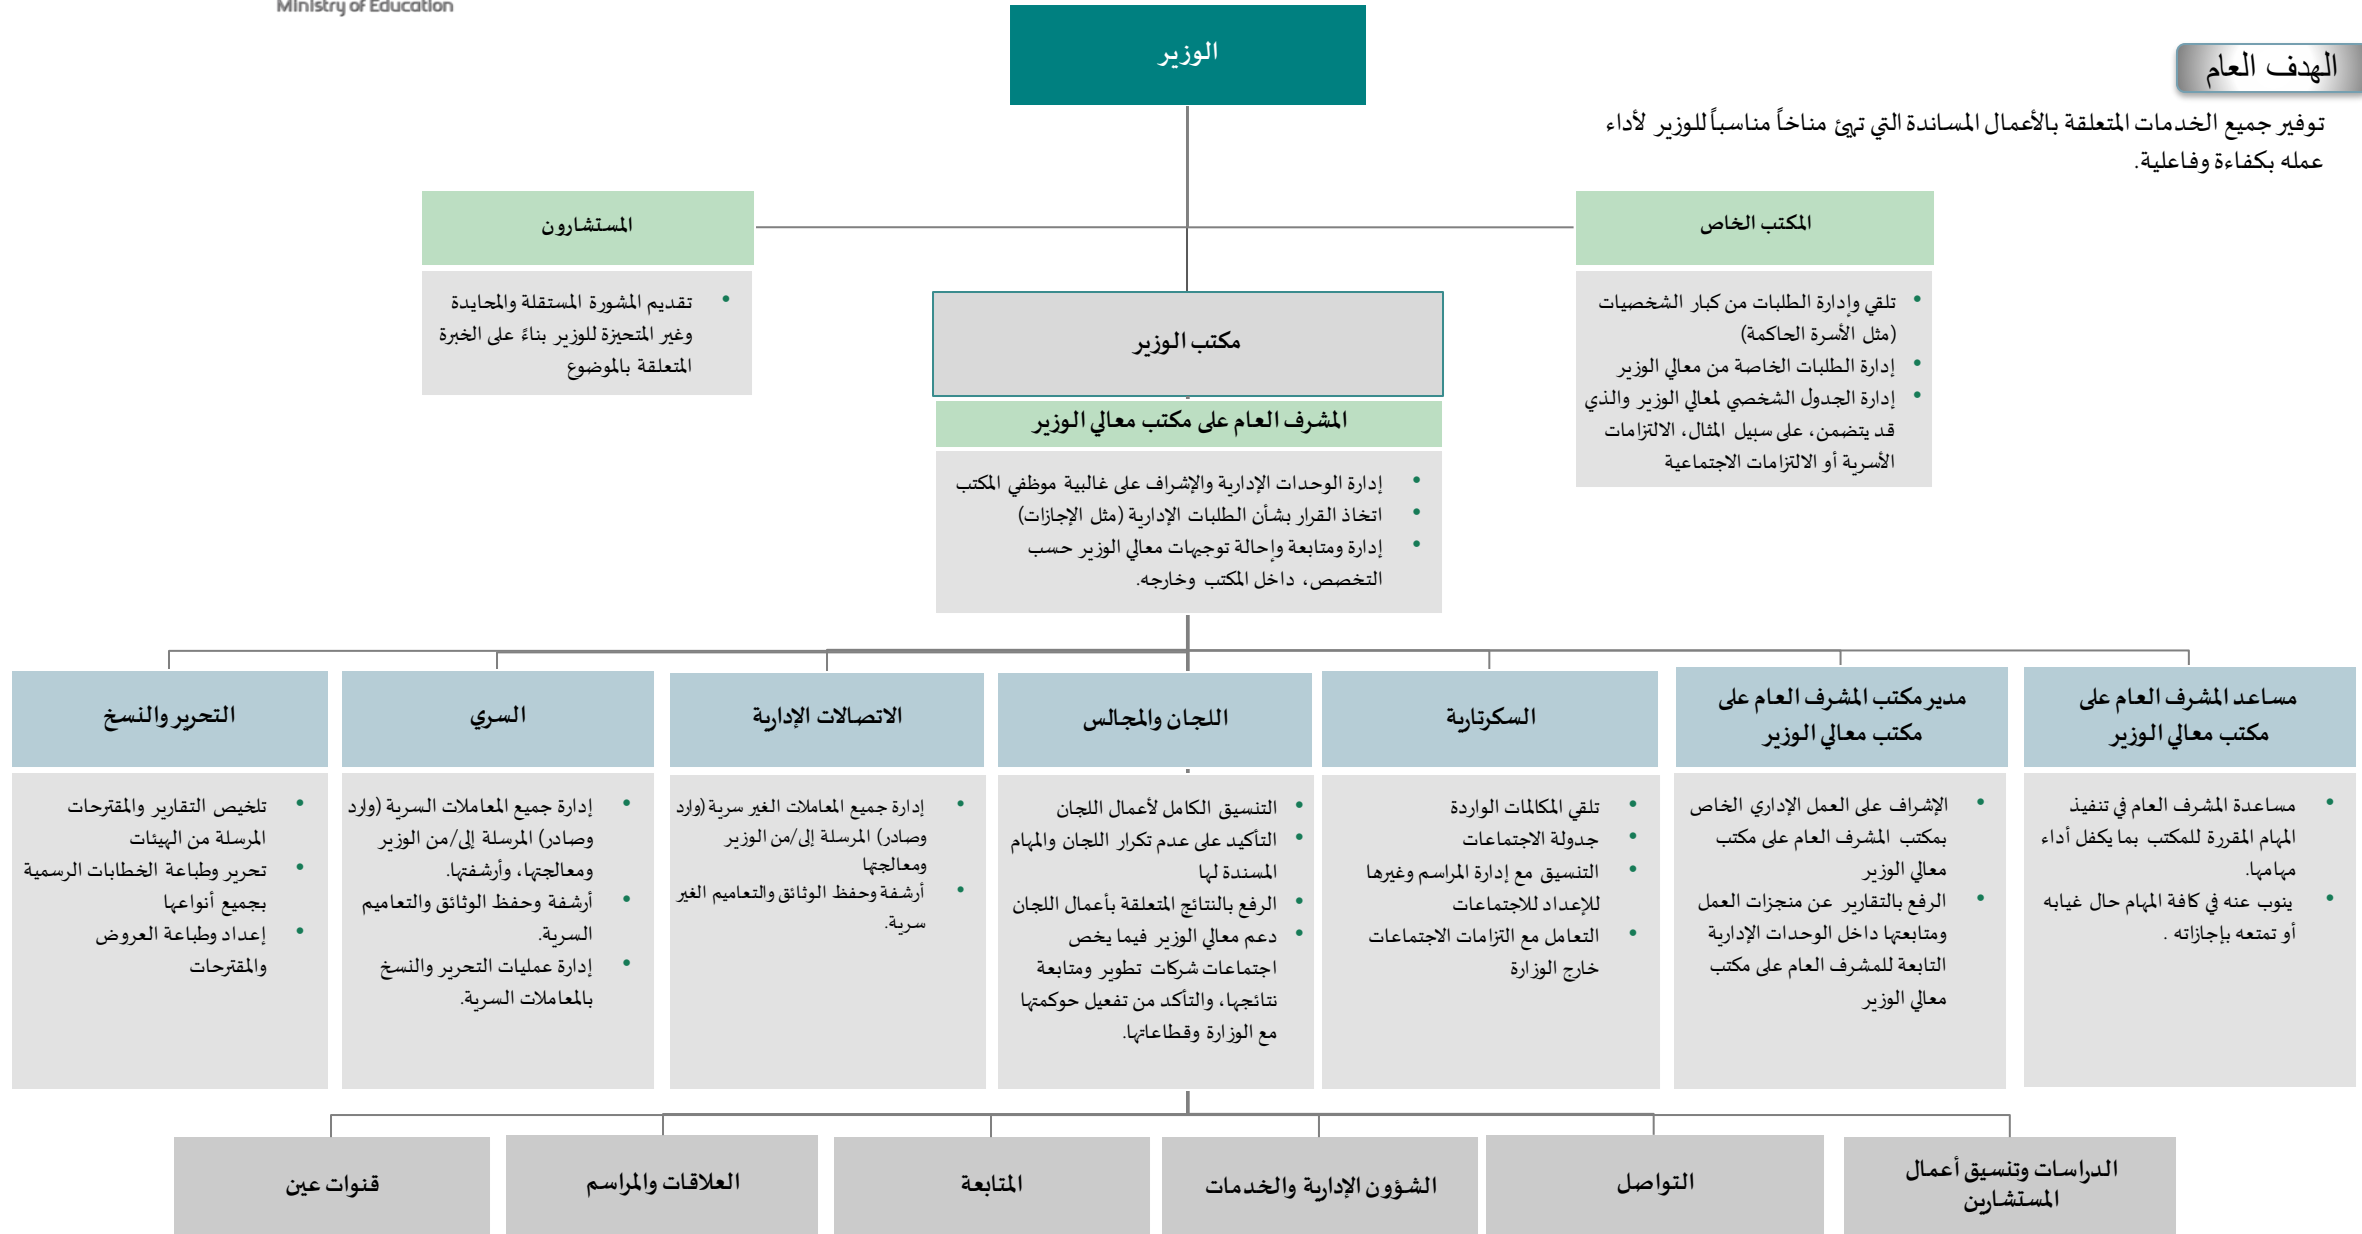 Ministry of Education
الوزير
الهدف العام
توفير جميع الخدمات المتعلقة بالأعمال المساندة التي تهئ مناخاً مناسباً للوزير لأداء
عمله بكفاءة وفاعلية.
المكتب الخاص
تلقي وإدارة الطلبات من كبار الشخصيات
(مثل الأسرة الحاكمة)
إدارة الطلبات الخاصة من معالي الوزير
إدارة الجدول الشخصي لمعالي الوزير والذي
قد يتضمن، على سبيل المثال، الالتزامات
الأسرية أو الالتزامات الاجتماعية
المستشارون
تقديم المشورة المستقلة والمحايدة
وغير المتحيزة للوزير بناءً على الخبرة
المتعلقة بالموضوع
مكتب الوزير
المشرف العام على مكتب معالي الوزير
إدارة الوحدات الإدارية والإشراف على غالبية موظفي المكتب
اتخاذ القرار بشأن الطلبات الإدارية (مثل الإجازات)
إدارة ومتابعة وإحالة توجيهات معالي الوزير حسب
التخصص، داخل المكتب وخارجه.
مساعد المشرف العام على
مكتب معالي الوزير
مساعدة المشرف العام في تنفيذ
المهام المقررة للمكتب بما يكفل أداء
مهامها.
ينوب عنه في كافة المهام حال غيابه
أو تمتعه بإجازاته .
مدير مكتب المشرف العام على
مكتب معالي الوزير
الإشراف على العمل الإداري الخاص
بمكتب المشرف العام على مكتب
معالي الوزير
الرفع بالتقارير عن منجزات العمل
ومتابعتها داخل الوحدات الإدارية
التابعة للمشرف العام على مكتب
معالي الوزير
السكرتارية
تلقي المكالمات الواردة
جدولة الاجتماعات
التنسيق مع إدارة المراسم وغيرها
للإعداد للاجتماعات
التعامل مع التزامات الاجتماعات
خارج الوزارة
اللجان والمجالس
التنسيق الكامل لأعمال اللجان
التأكيد على عدم تكرار اللجان والمهام
المسندة لها
الرفع بالنتائج المتعلقة بأعمال اللجان
دعم معالي الوزير فيما يخص
اجتماعات شركات تطوير ومتابعة
نتائجها، والتأكد من تفعيل حوكمتها
مع الوزارة وقطاعاتها.
الاتصالات الإدارية
إدارة جميع المعاملات الغير سرية (وارد
وصادر) المرسلة إلى/من الوزير
ومعالجتها
أرشفة وحفظ الوثائق والتعاميم الغير
سرية.
السري
إدارة جميع المعاملات السرية (وارد
وصادر) المرسلة إلى/من الوزير
ومعالجتها، وأرشفتها.
أرشفة وحفظ الوثائق والتعاميم
السرية.
إدارة عمليات التحرير والنسخ
بالمعاملات السرية.
التحرير والنسخ
تلخيص التقارير والمقترحات
المرسلة من الهيئات
تحرير وطباعة الخطابات الرسمية
بجميع أنواعها
إعداد وطباعة العروض
والمقترحات
الدراسات وتنسيق أعمال
المستشارين
التواصل
الشؤون الإدارية والخدمات
المتابعة
العلاقات والمراسم
قنوات عين